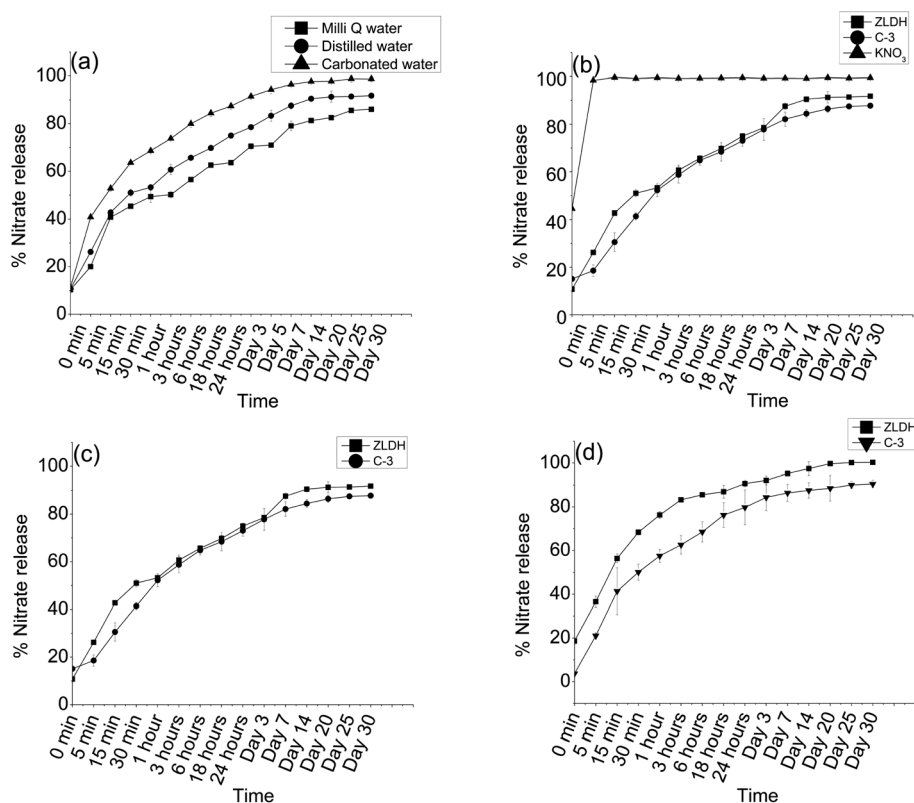 (a)
Milli Q water
Distilled water
Carbonated water
% Nitrate release
100
80
60
40
20
0
0 min
5 min
15 min
30 min
1 hour
3 hours
6 hours
18 hours
24 hours
Day 3
Day 5
Day 7
Day 14
Day 20
Day 25
Day 30
Time
(b)
ZLDH
C-3
KNO₃
% Nitrate release
100
80
60
40
20
0
0 min
5 min
15 min
30 min
1 hour
3 hours
6 hours
18 hours
24 hours
Day 3
Day 7
Day 14
Day 20
Day 25
Day 30
Time
(c)
ZLDH
C-3
% Nitrate release
100
80
60
40
20
0
0 min
5 min
15 min
30 min
1 hour
3 hours
6 hours
18 hours
24 hours
Day 3
Day 7
Day 14
Day 20
Day 25
Day 30
Time
(d)
ZLDH
C-3
% Nitrate release
100
80
60
40
20
0
0 min
5 min
15 min
30 min
1 hour
3 hours
6 hours
18 hours
24 hours
Day 3
Day 7
Day 14
Day 20
Day 25
Day 30
Time